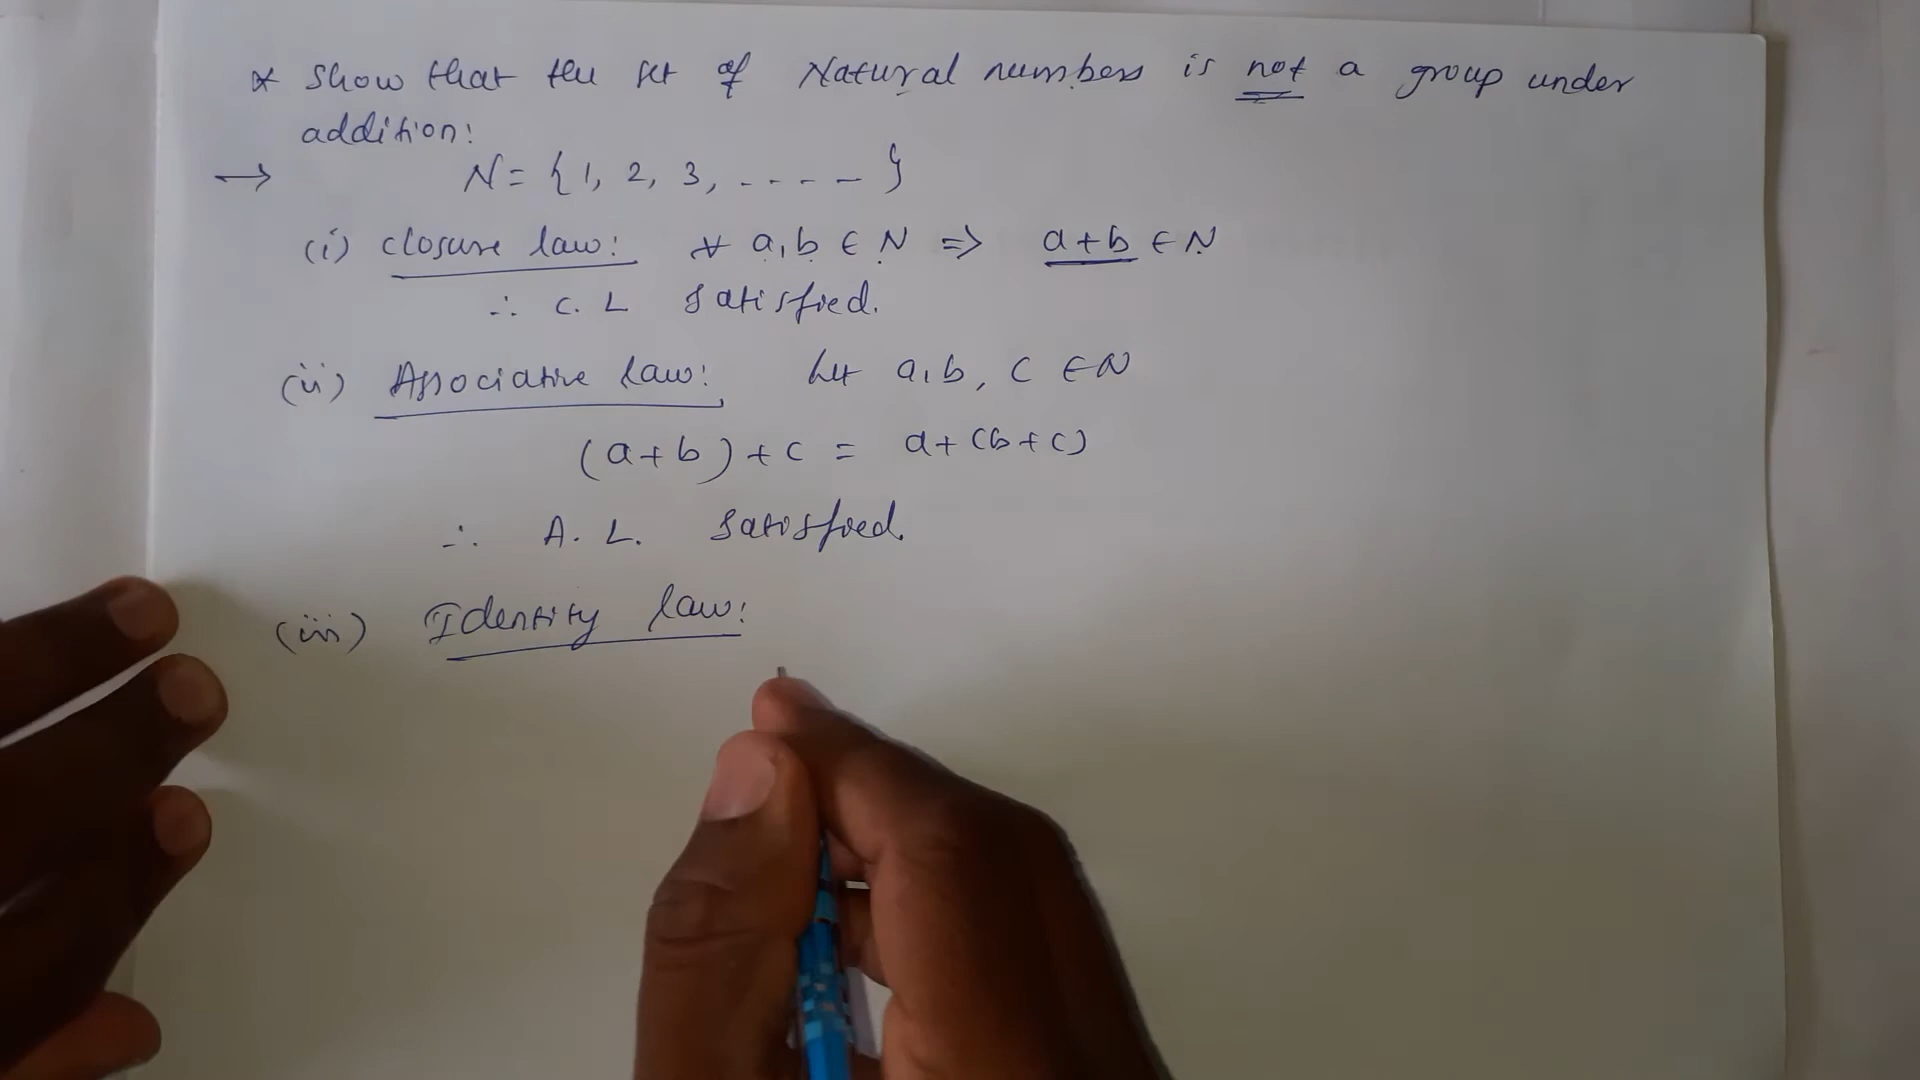 * Show that the set of Natural numbers is not a group under
addition:
→ N = {1, 2, 3, ----- }
(i) closure law: ∀ a, b ∈ N ⇒ a+b ∈ N
∴ C. L satisfied.
(ii) Associative law: let a, b, c ∈ N
(a+b)+c = a+(b+c)
∴ A. L. satisfied.
(iii) Identity law: